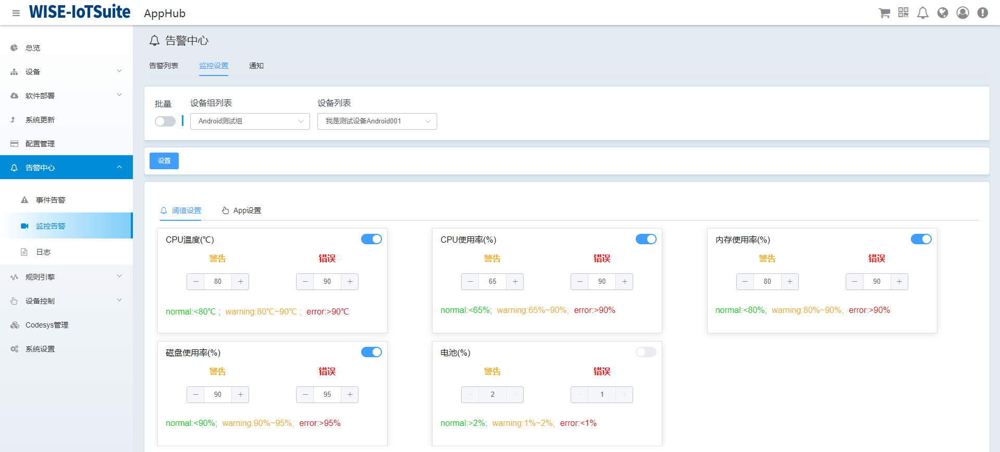 WISE-IoTSuite AppHub
总览
设备
软件部署
系统更新
配置管理
告警中心
事件告警
监控告警
日志
规则引擎
设备控制
Codesys管理
系统设置
告警中心
告警列表 监控设置 通知
批量 设备组列表 设备列表
Android测试组 我是测试设备Android001
设置
阈值设置 App设置
CPU温度(℃)
警告 错误
− 80 + − 90 +
normal:<80℃ ; warning:80℃~90℃ ; error:>90℃
CPU使用率(%)
警告 错误
− 65 + − 90 +
normal:<65%; warning:65%~90%; error:>90%
内存使用率(%)
警告 错误
− 80 + − 90 +
normal:<80%; warning:80%~90%; error:>90%
磁盘使用率(%)
警告 错误
− 90 + − 95 +
normal:<90%; warning:90%~95%; error:>95%
电池(%)
警告 错误
− 2 + − 1 +
normal:>2%; warning:1%~2%; error:<1%